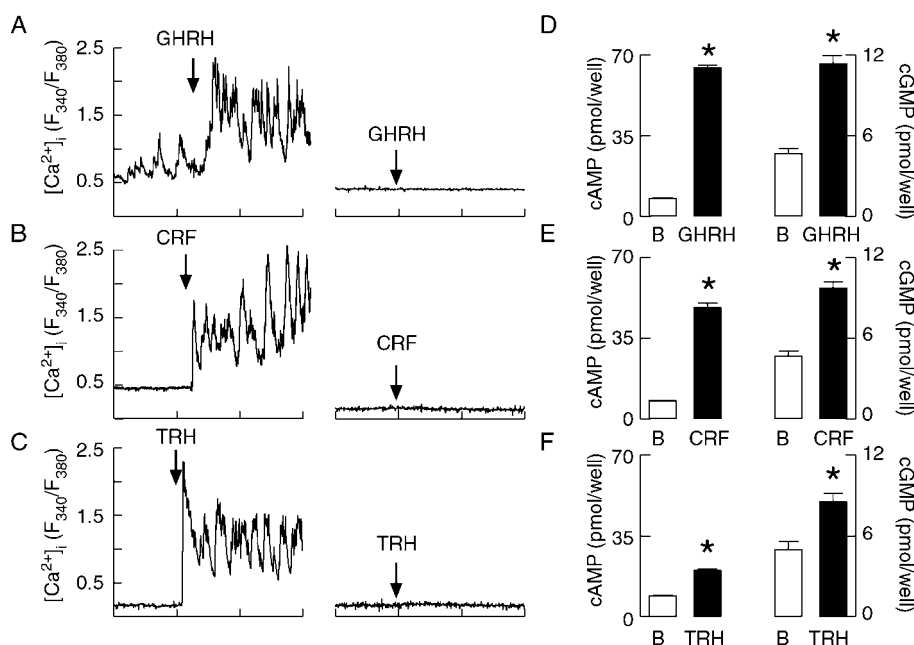 A
GHRH
2.5
1.5
0.5
[Ca2+]i (F340/F380)
GHRH
B
CRF
2.5
1.5
0.5
[Ca2+]i (F340/F380)
CRF
C
TRH
2.5
1.5
0.5
[Ca2+]i (F340/F380)
TRH
D
70
35
0
cAMP (pmol/well)
*
*
12
6
0
cGMP (pmol/well)
B GHRH B GHRH
E
70
35
0
cAMP (pmol/well)
*
*
12
6
0
cGMP (pmol/well)
B CRF B CRF
F
70
35
0
cAMP (pmol/well)
*
*
12
6
0
cGMP (pmol/well)
B TRH B TRH